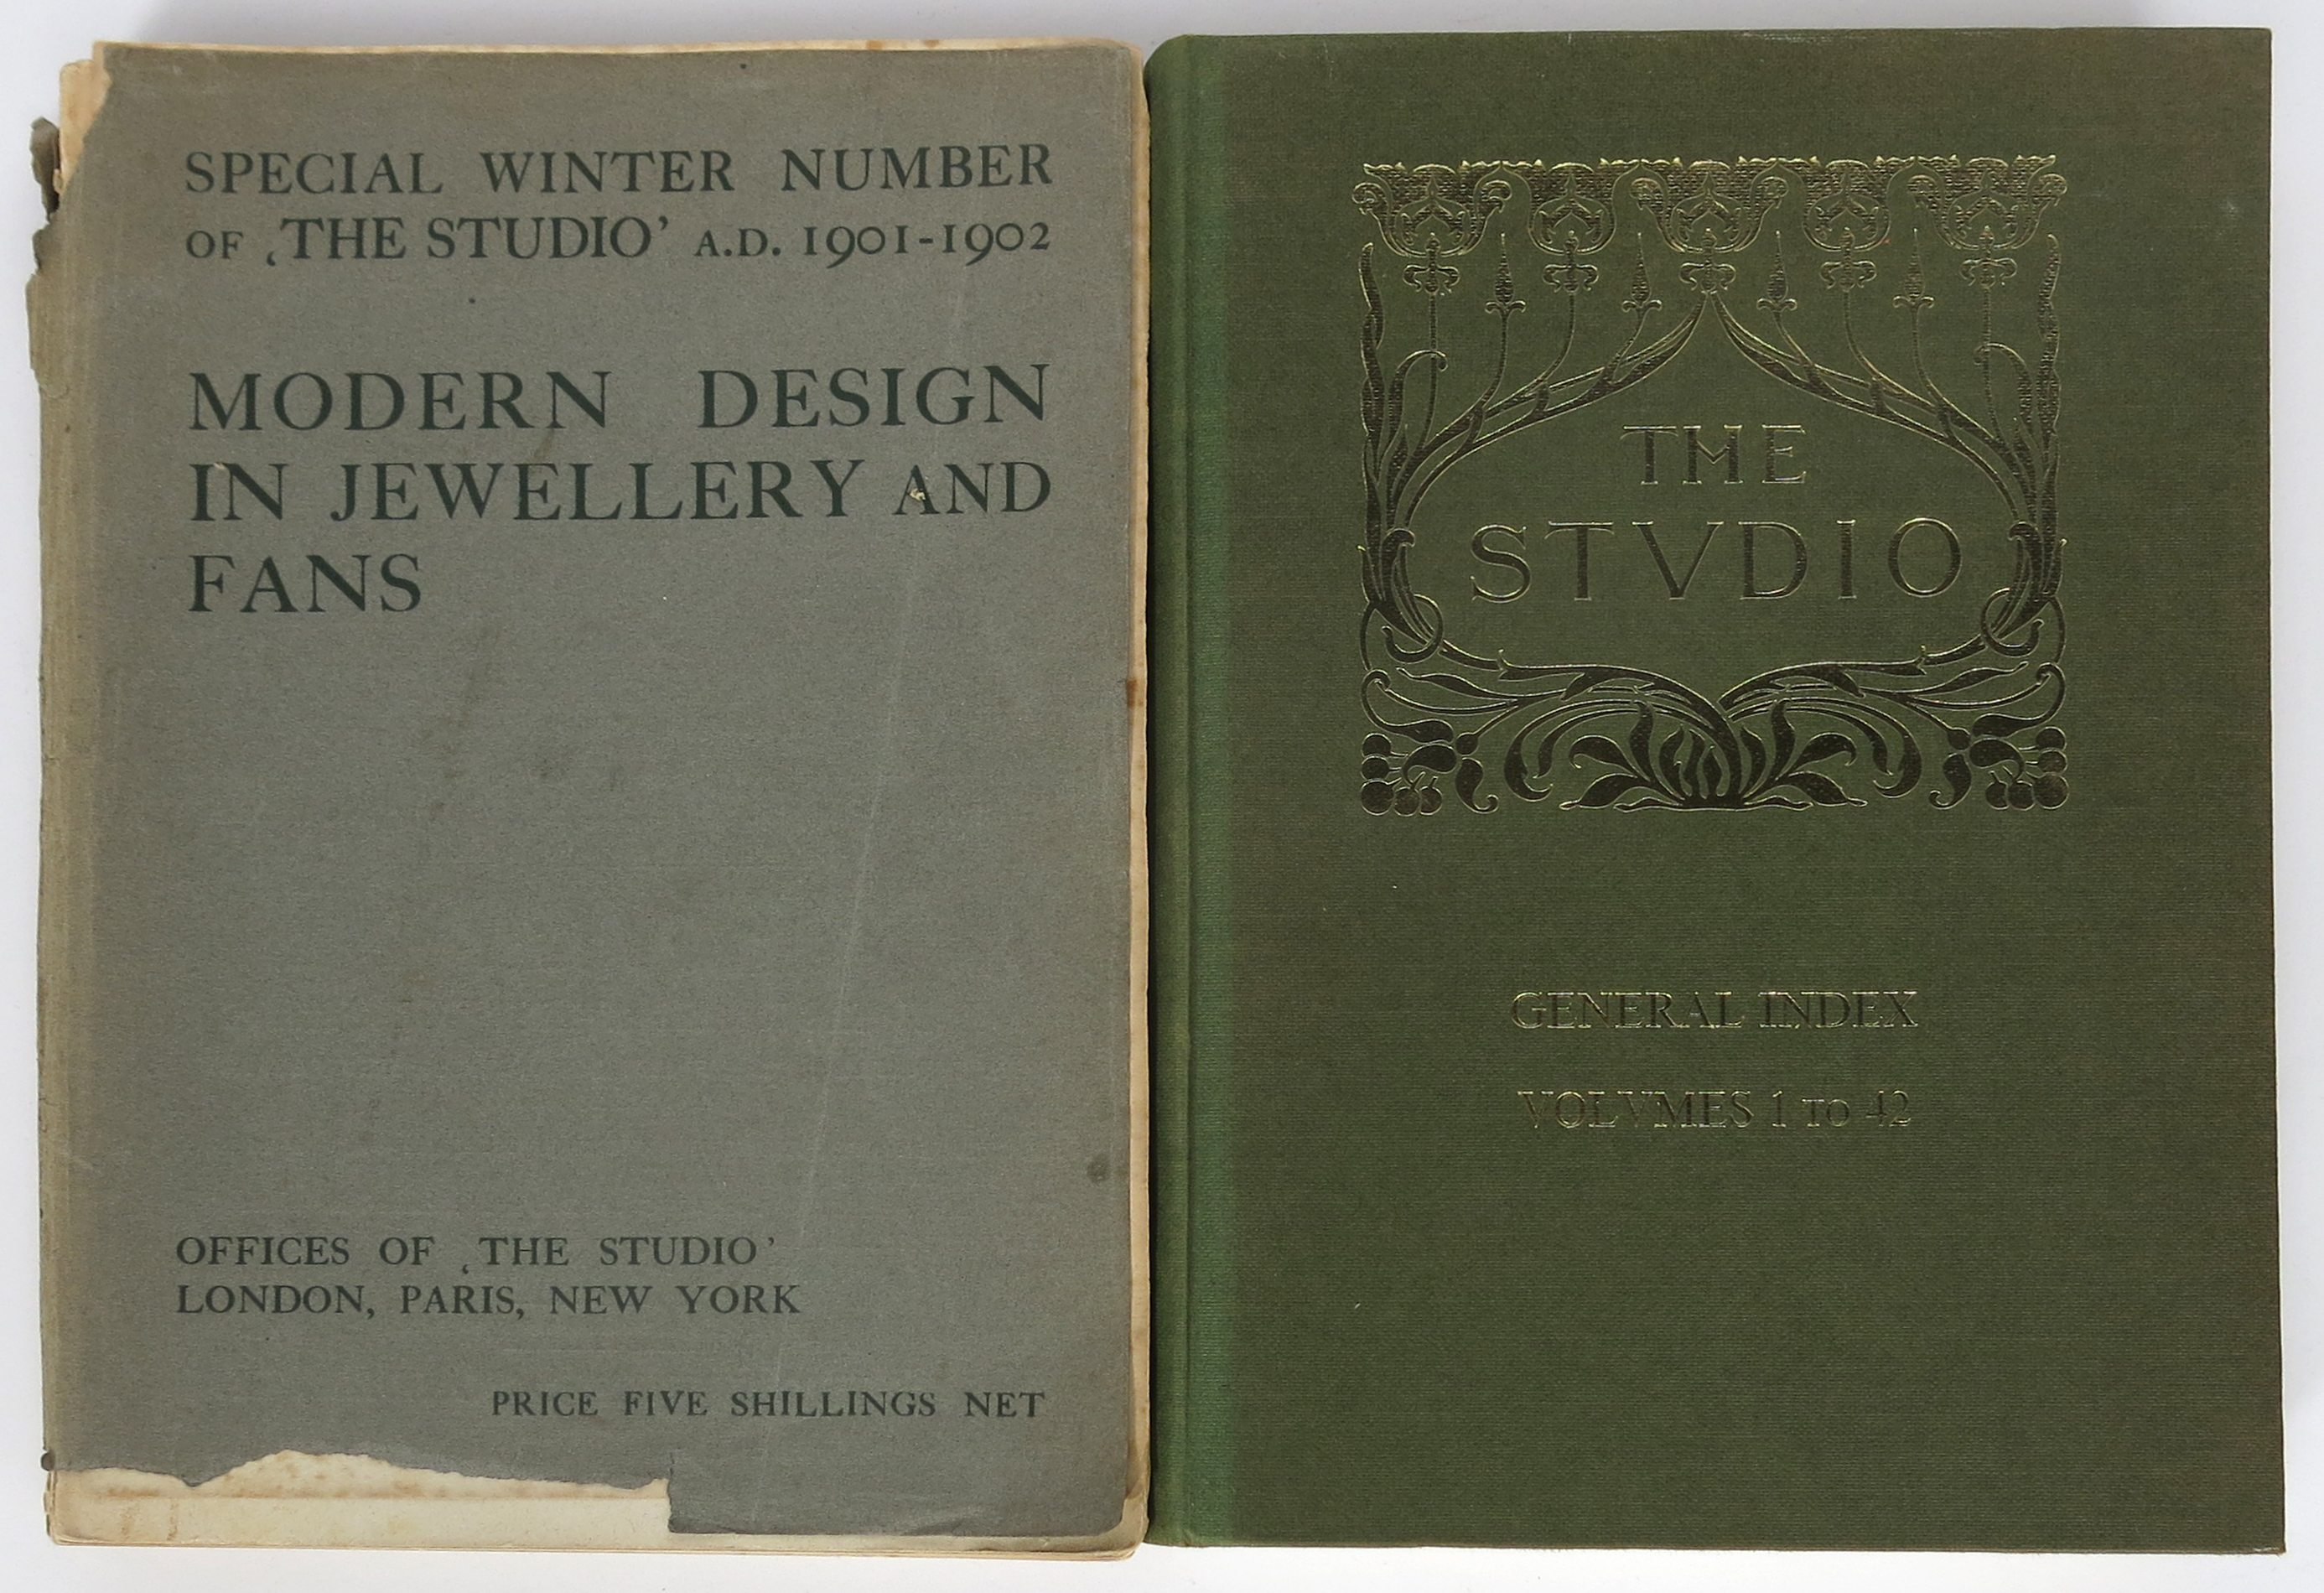 SPECIAL WINTER NUMBER
OF ‚THE STUDIO’ A.D. 1901-1902
MODERN DESIGN
IN JEWELLERY AND
FANS
OFFICES OF ‚THE STUDIO’
LONDON, PARIS, NEW YORK
PRICE FIVE SHILLINGS NET
THE
STVDIO
GENERAL INDEX
VOLVMES 1 TO 42